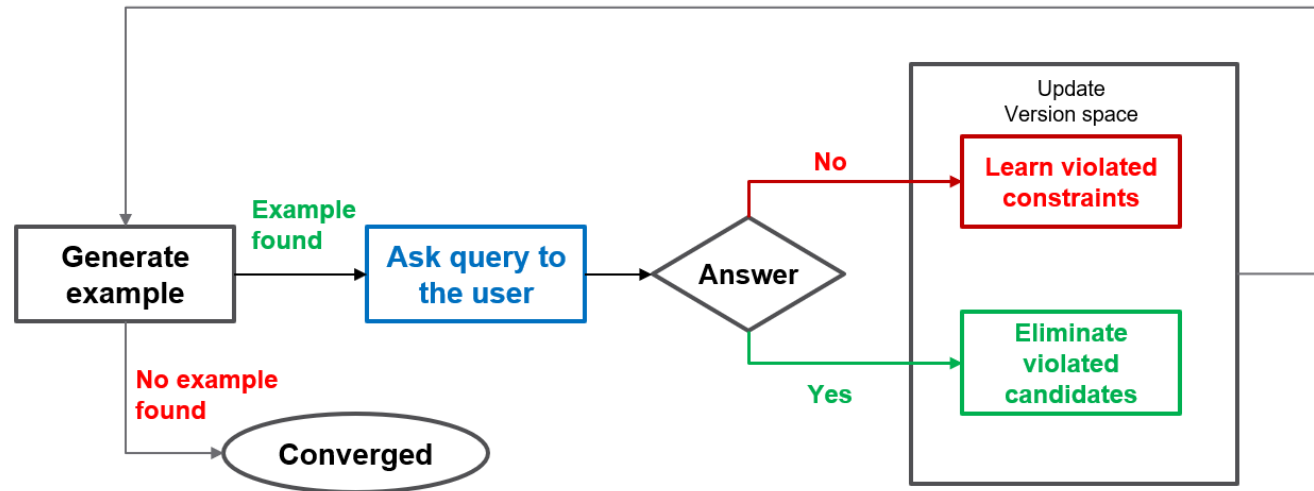 Update
Version space
No
Learn violated
constraints
Example
found
Generate
example
Ask query to
the user
Answer
Eliminate
violated
candidates
Yes
No example
found
Converged